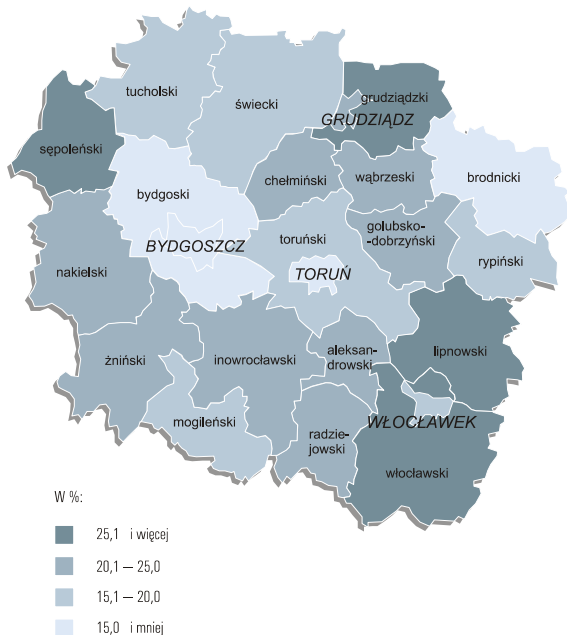 tucholski
świecki
grudziądzki
GRUDZIĄDZ
sępoleński
chełmiński
wąbrzeski
brodnicki
bydgoski
golubsko-
-dobrzyński
toruński
BYDGOSZCZ
rypiński
nakielski
TORUŃ
żniński
inowrocławski
aleksan-
drowski
lipnowski
mogileński
WŁOCŁAWEK
radzie-
jowski
włocławski
W %:
25,1 i więcej
20,1 — 25,0
15,1 — 20,0
15,0 i mniej